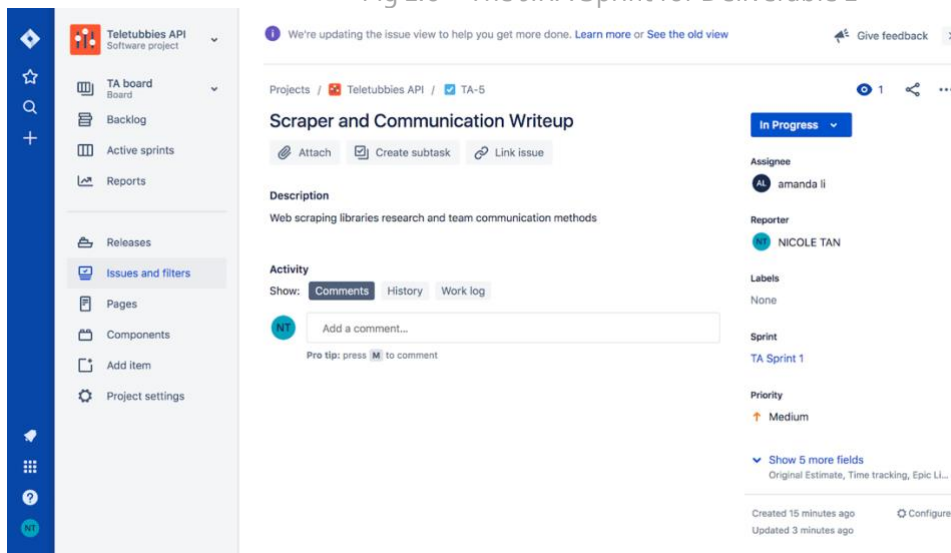 Teletubbies API
Software project
TA board
Board
Backlog
Active sprints
Reports
Releases
Issues and filters
Pages
Components
Add item
Project settings
NT
We're updating the issue view to help you get more done. Learn more or See the old view
Give feedback
Projects / Teletubbies API / TA-5
1
Scraper and Communication Writeup
Attach
Create subtask
Link issue
Description
Web scraping libraries research and team communication methods
Activity
Show: Comments History Work log
NT
Add a comment...
Pro tip: press M to comment
In Progress
Assignee
AL amanda li
Reporter
NT NICOLE TAN
Labels
None
Sprint
TA Sprint 1
Priority
Medium
Show 5 more fields
Original Estimate, Time tracking, Epic Li...
Created 15 minutes ago
Configure
Updated 3 minutes ago